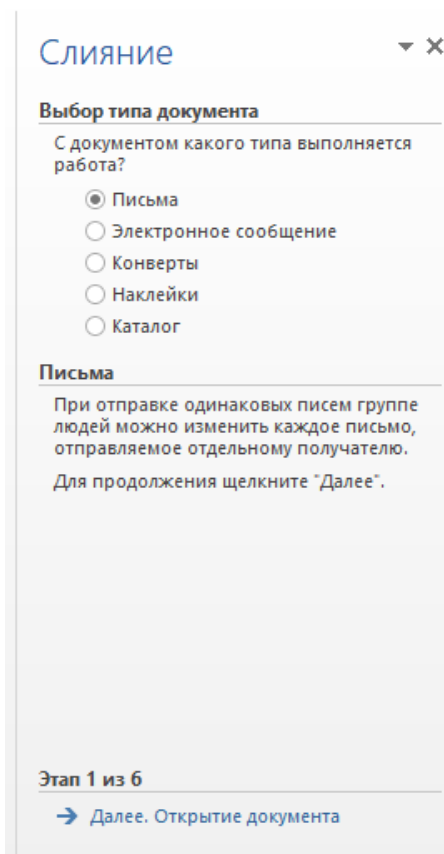 Слияние
Выбор типа документа
С документом какого типа выполняется
работа?
Письма
Электронное сообщение
Конверты
Наклейки
Каталог
Письма
При отправке одинаковых писем группе
людей можно изменить каждое письмо,
отправляемое отдельному получателю.
Для продолжения щелкните "Далее".
Этап 1 из 6
Далее. Открытие документа